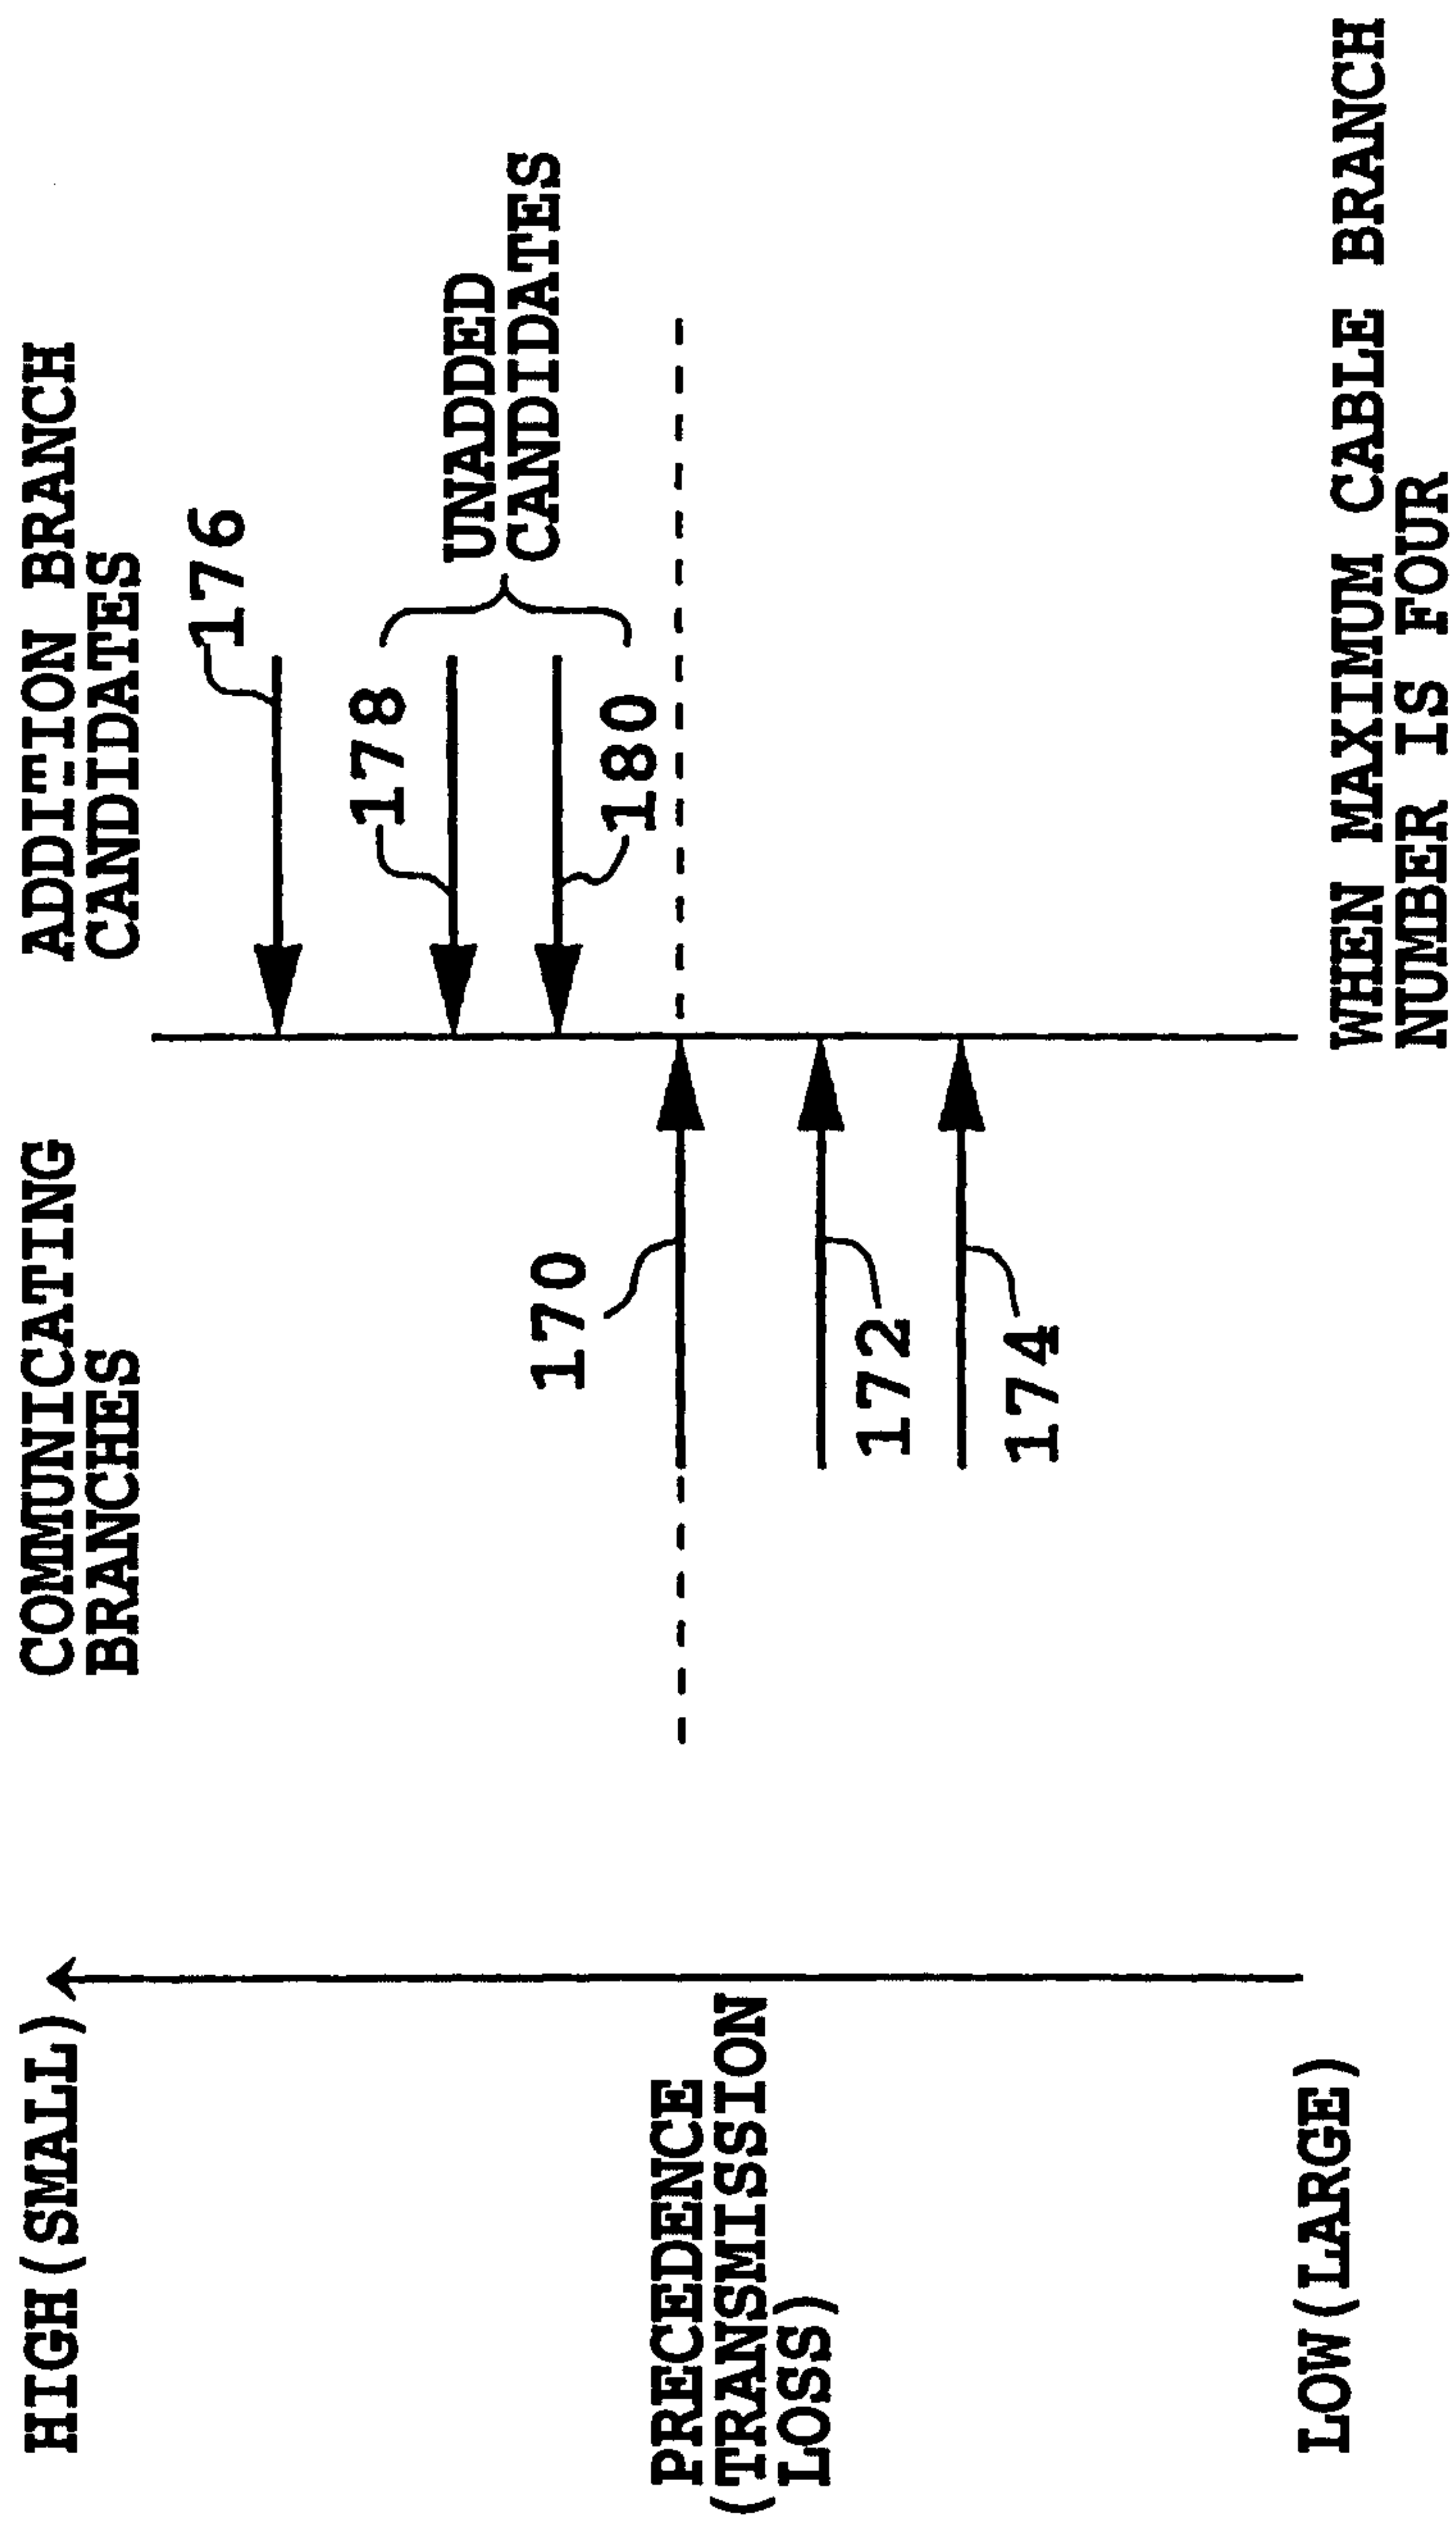 HIGH(SMALL)
COMMUNICATING
BRANCHES
ADDITION BRANCH
CANDIDATES
176
178
UNADDED
CANDIDATES
180
170
PRECEDENCE
(TRANSMISSION
LOSS)
172
174
LOW(LARGE)
WHEN MAXIMUM CABLE BRANCH
NUMBER IS FOUR